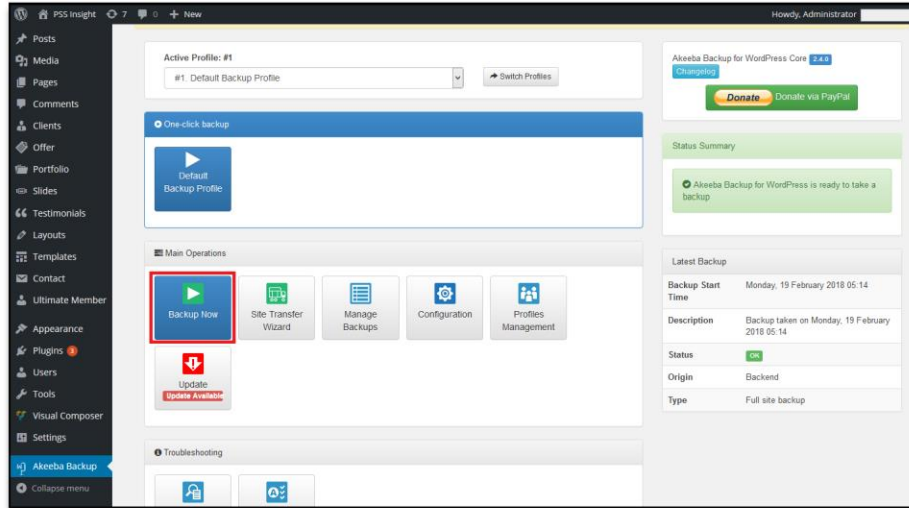 PSS Insight 7 0 + New
Howdy, Administrator
Posts
Media
Pages
Comments
Clients
Offer
Portfolio
Slides
Testimonials
Layouts
Templates
Contact
Ultimate Member
Appearance
Plugins 3
Users
Tools
Visual Composer
Settings
Akeeba Backup
Collapse menu
Active Profile: #1
#1. Default Backup Profile
Switch Profiles
One-click backup
Default
Backup Profile
Main Operations
Backup Now
Site Transfer
Wizard
Manage
Backups
Configuration
Profiles
Management
Update
Update Available
Troubleshooting
Akeeba Backup for WordPress Core 2.4.0
Changelog
Donate Donate via PayPal
Status Summary
Akeeba Backup for WordPress is ready to take a
backup
Latest Backup
Backup Start
Time
Monday, 19 February 2018 05:14
Description
Backup taken on Monday, 19 February
2018 05:14
Status
OK
Origin
Backend
Type
Full site backup